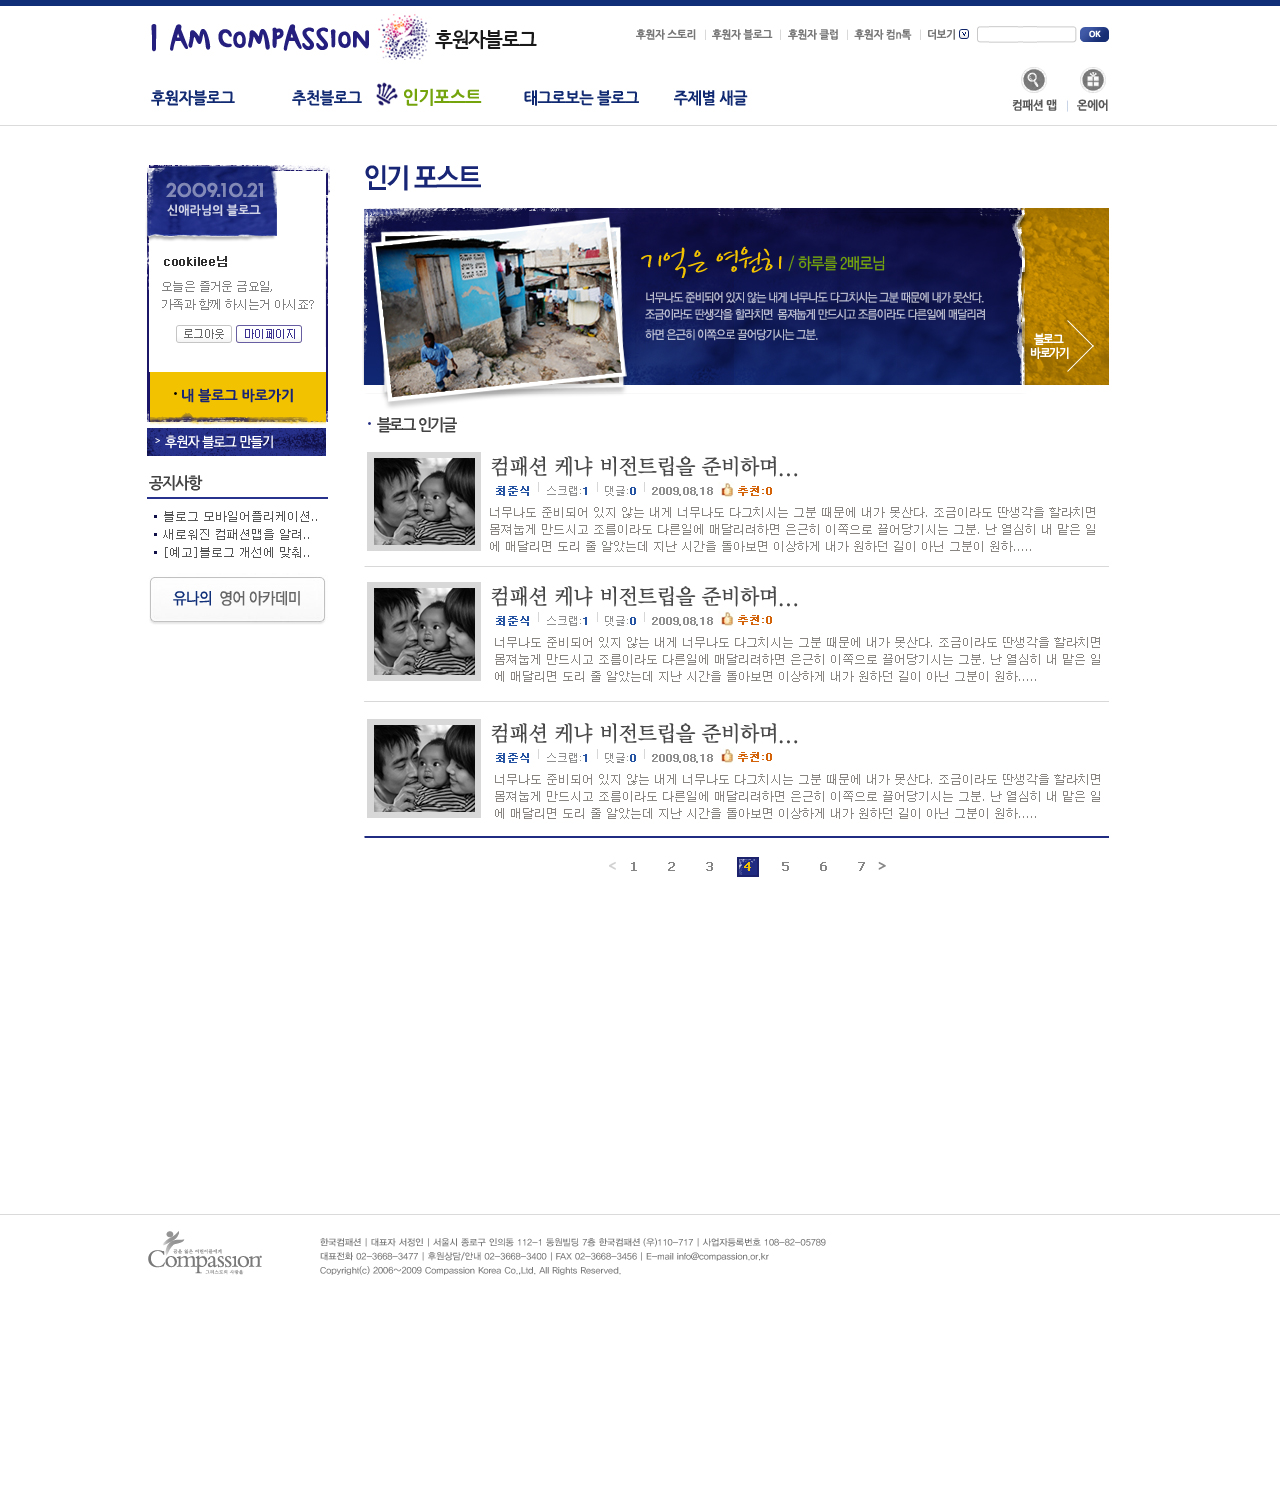 I AM COMPASSION 후원자블로그
후원자 스토리 | 후원자 블로그 | 후원자 클럽 | 후원자 컴n톡 | 더보기 OK
후원자블로그 추천블로그 인기포스트 태그로보는 블로그 주제별 새글
컴패션 맵 | 온에어
2009.10.21
신애라님의 블로그
cookilee님
오늘은 즐거운 금요일,
가족과 함께 하시는거 아시죠?
로그아웃 마이페이지
· 내 블로그 바로가기
> 후원자 블로그 만들기
공지사항
블로그 모바일어플리케이션..
새로워진 컴패션맵을 알려..
[예고]블로그 개선에 맞춰..
유나의 영어 아카데미
인기 포스트
기억은 영원히 / 하루를 2배로님
너무나도 준비되어 있지 않는 내게 너무나도 다그치시는 그분 때문에 내가 못산다.
조금이라도 딴생각을 할라치면 몸져눕게 만드시고 조름이라도 다른일에 매달리려
하면 은근히 이쪽으로 끌어당기시는 그분.
블로그
바로가기
· 블로그 인기글
컴패션 케냐 비전트립을 준비하며...
최준식 | 스크랩:1 | 댓글:0 | 2009.08.18 추천:0
너무나도 준비되어 있지 않는 내게 너무나도 다그치시는 그분 때문에 내가 못산다. 조금이라도 딴생각을 할라치면
몸져눕게 만드시고 조름이라도 다른일에 매달리려하면 은근히 이쪽으로 끌어당기시는 그분. 난 열심히 내 맡은 일
에 매달리면 도리 줄 알았는데 지난 시간을 돌아보면 이상하게 내가 원하던 길이 아닌 그분이 원하.....
컴패션 케냐 비전트립을 준비하며...
최준식 | 스크랩:1 | 댓글:0 | 2009.08.18 추천:0
너무나도 준비되어 있지 않는 내게 너무나도 다그치시는 그분 때문에 내가 못산다. 조금이라도 딴생각을 할라치면
몸져눕게 만드시고 조름이라도 다른일에 매달리려하면 은근히 이쪽으로 끌어당기시는 그분. 난 열심히 내 맡은 일
에 매달리면 도리 줄 알았는데 지난 시간을 돌아보면 이상하게 내가 원하던 길이 아닌 그분이 원하.....
컴패션 케냐 비전트립을 준비하며...
최준식 | 스크랩:1 | 댓글:0 | 2009.08.18 추천:0
너무나도 준비되어 있지 않는 내게 너무나도 다그치시는 그분 때문에 내가 못산다. 조금이라도 딴생각을 할라치면
몸져눕게 만드시고 조름이라도 다른일에 매달리려하면 은근히 이쪽으로 끌어당기시는 그분. 난 열심히 내 맡은 일
에 매달리면 도리 줄 알았는데 지난 시간을 돌아보면 이상하게 내가 원하던 길이 아닌 그분이 원하.....
< 1 2 3 4 5 6 7 >
꿈을 잃은 어린이들에게
Compassion
그리스도의 사랑을
한국컴패션 | 대표자 서정인 | 서울시 종로구 인의동 112-1 동원빌딩 7층 한국컴패션 (우)110-717 | 사업자등록번호 108-82-05789
대표전화 02-3668-3477 | 후원상담/안내 02-3668-3400 | FAX 02-3668-3456 | E-mail info@compassion.or.kr
Copyright(c) 2006~2009 Compassion Korea Co.,Ltd. All Rights Reserved.